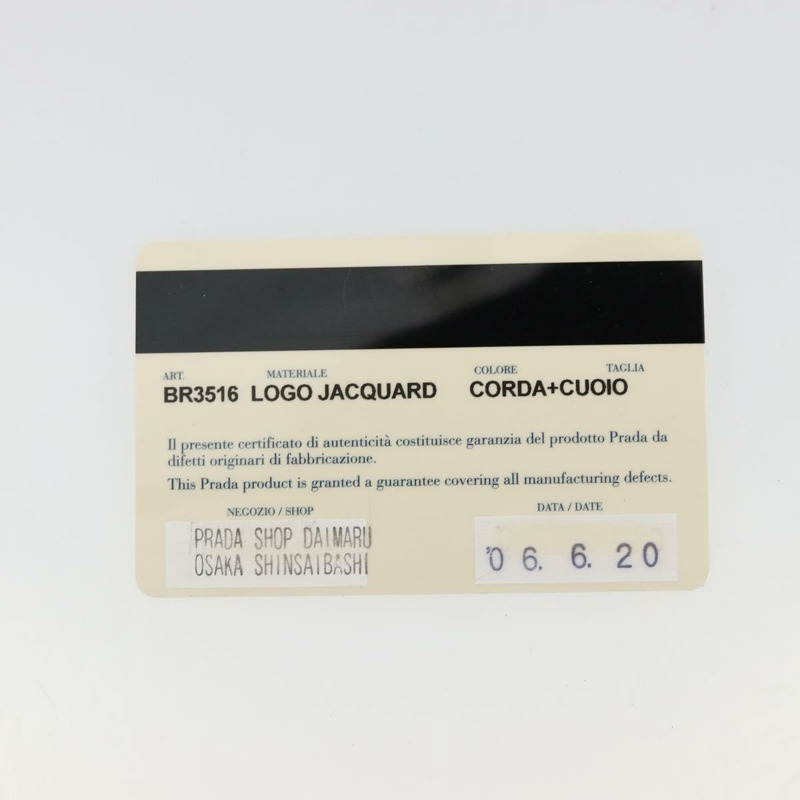 ART. MATERIALE COLORE TAGLIA
BR3516 LOGO JACQUARD CORDA+CUOIO
Il presente certificato di autenticità costituisce garanzia del prodotto Prada da
difetti originari di fabbricazione.
This Prada product is granted a guarantee covering all manufacturing defects.
NEGOZIO / SHOP
PRADA SHOP DAIMARU
OSAKA SHINSAIBASHI
DATA / DATE
'06. 6. 20